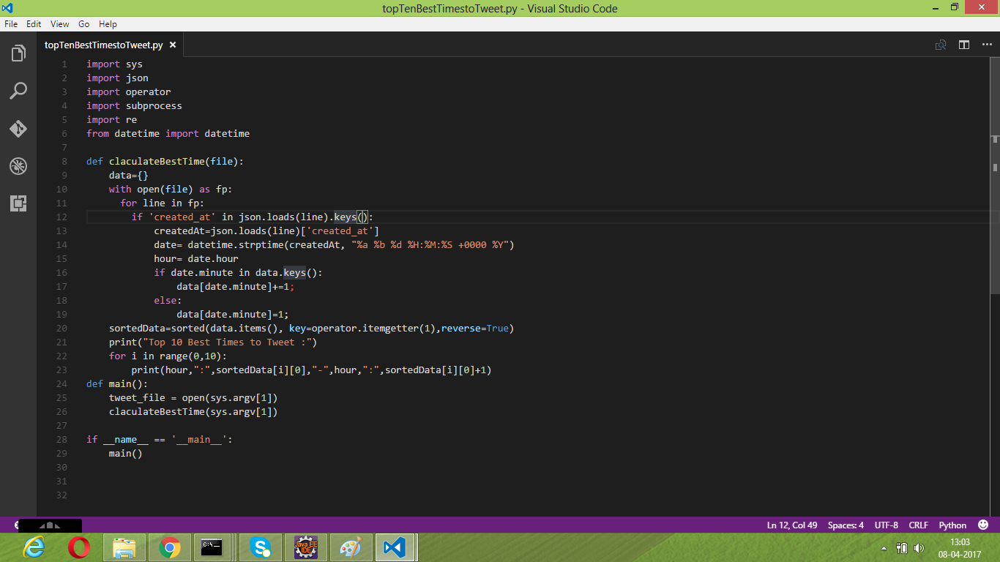 topTenBestTimestoTweet.py - Visual Studio Code
File Edit View Go Help
topTenBestTimestoTweet.py
1 import sys
2 import json
3 import operator
4 import subprocess
5 import re
6 from datetime import datetime
7
8 def claculateBestTime(file):
9     data={}
10     with open(file) as fp:
11       for line in fp:
12         if 'created_at' in json.loads(line).keys():
13             createdAt=json.loads(line)['created_at']
14             date= datetime.strptime(createdAt, "%a %b %d %H:%M:%S +0000 %Y")
15             hour= date.hour
16             if date.minute in data.keys():
17                 data[date.minute]+=1;
18             else:
19                 data[date.minute]=1;
20     sortedData=sorted(data.items(), key=operator.itemgetter(1),reverse=True)
21     print("Top 10 Best Times to Tweet :")
22     for i in range(0,10):
23         print(hour,":",sortedData[i][0],"-",hour,":",sortedData[i][0]+1)
24 def main():
25     tweet_file = open(sys.argv[1])
26     claculateBestTime(sys.argv[1])
27
28 if __name__ == '__main__':
29     main()
30
31
32
Ln 12, Col 49 Spaces: 4 UTF-8 CRLF Python
C:\_
Java EE
IDE
13:03
08-04-2017